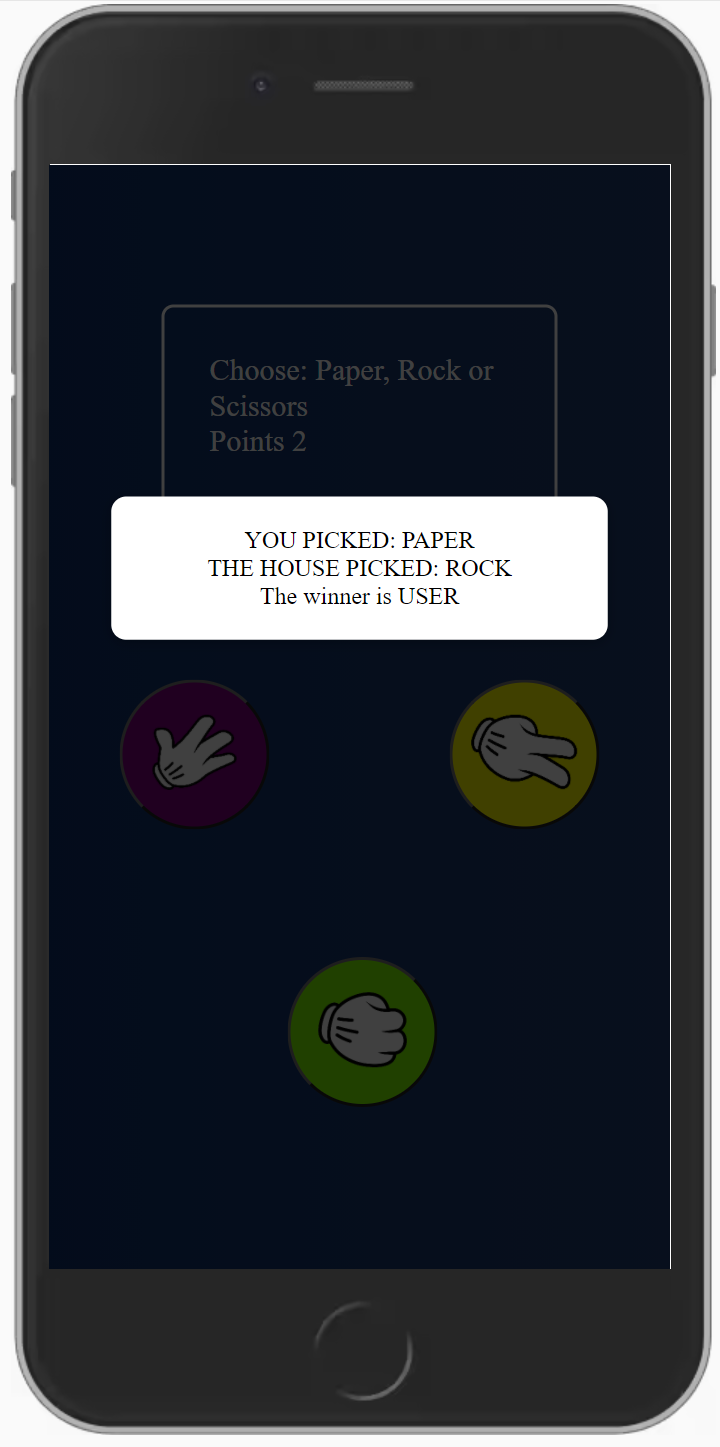 Choose: Paper, Rock or
Scissors
Points 2
YOU PICKED: PAPER
THE HOUSE PICKED: ROCK
The winner is USER